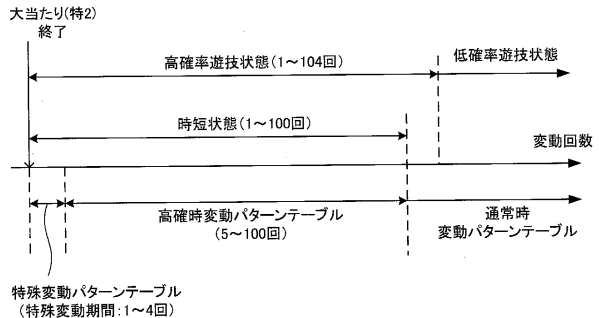 大当たり(特2)
終了
高確率遊技状態(1～104回)
低確率遊技状態
時短状態(1～100回)
変動回数
高確時変動パターンテーブル
(5～100回)
通常時
変動パターンテーブル
特殊変動パターンテーブル
(特殊変動期間:1～4回)